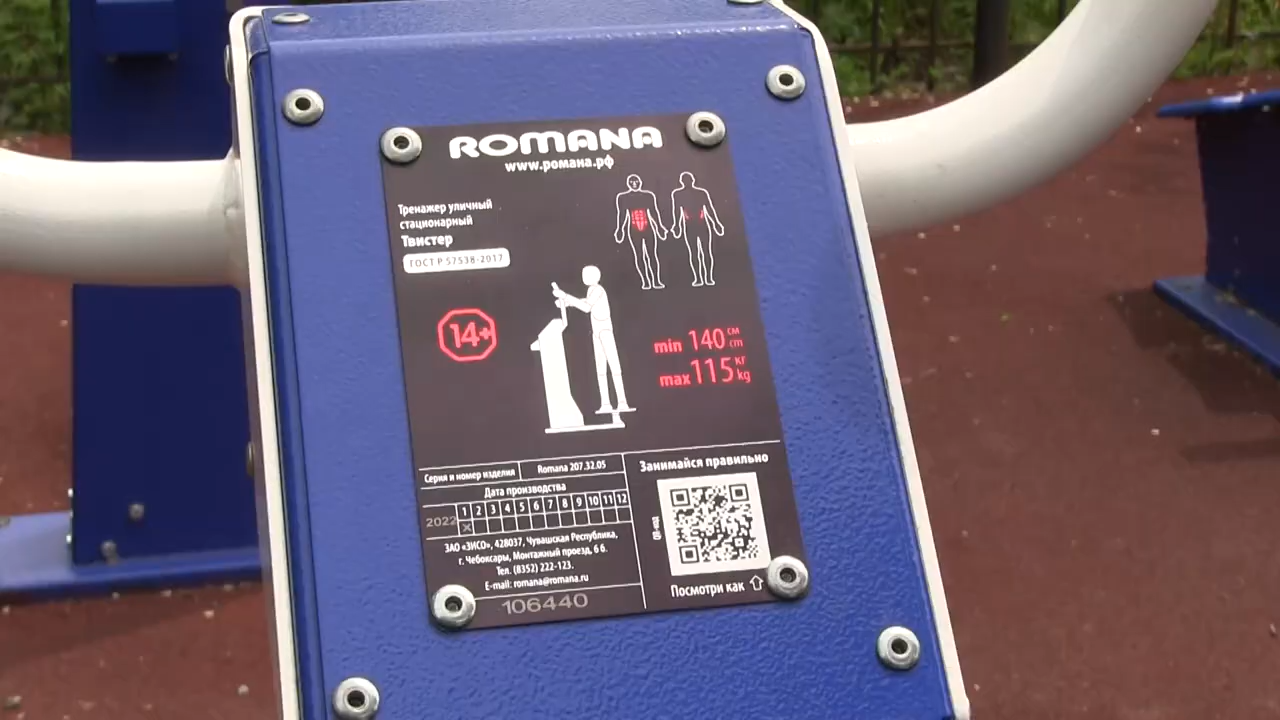 ROMANA
www.романа.рф
Тренажер уличный
стационарный
Твистер
ГОСТ Р 57538-2017
14+
min 140 см cm
max 115 кг kg
Серия и номер изделия Romana 207.32.05
Дата производства
1 2 3 4 5 6 7 8 9 10 11 12
2022 X
ЗАО «ЗИСО», 428037, Чувашская Республика,
г. Чебоксары, Монтажный проезд, 6 б.
Тел. (8352) 222-123.
E-mail: romana@romana.ru
106440
Занимайся правильно
Посмотри как